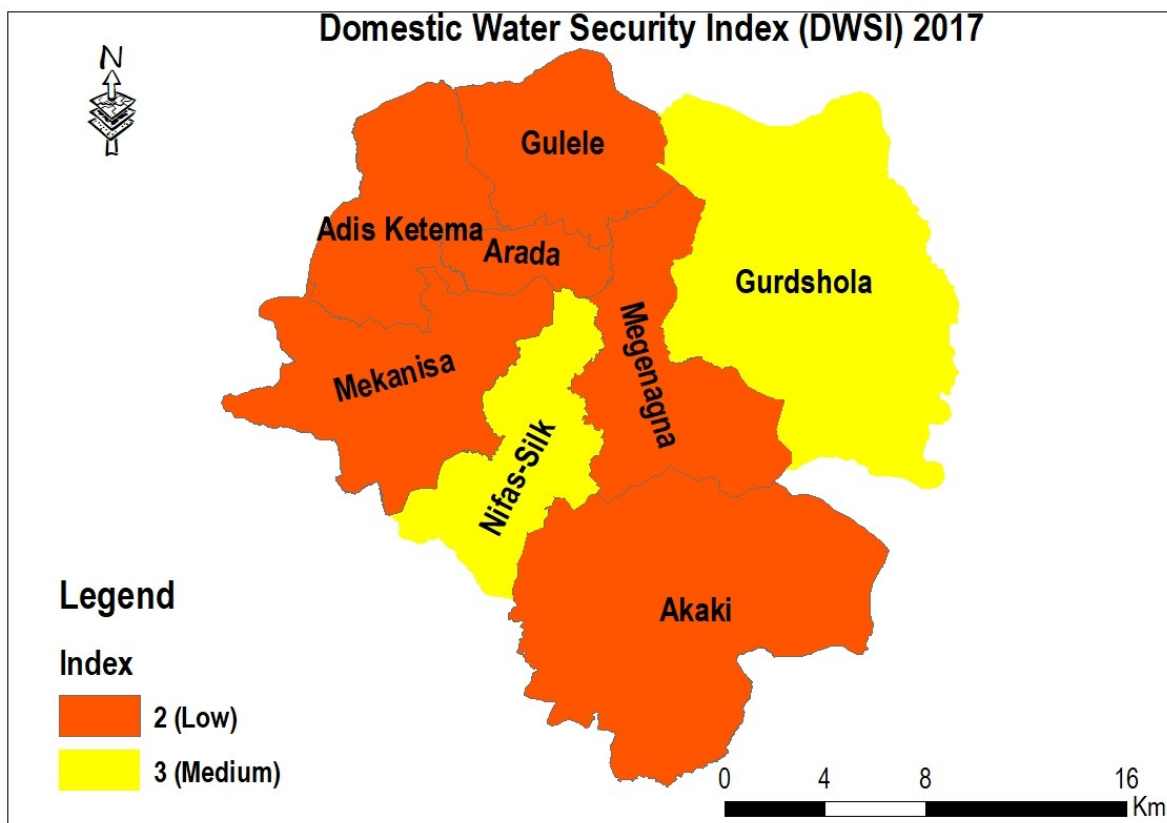 Domestic Water Security Index (DWSI) 2017
N
Gulele
Adis Ketema
Arada
Gurdshola
Mekanisa
Megenagna
Nifas-Silk
Akaki
Legend
Index
2 (Low)
3 (Medium)
0 4 8 16
Km